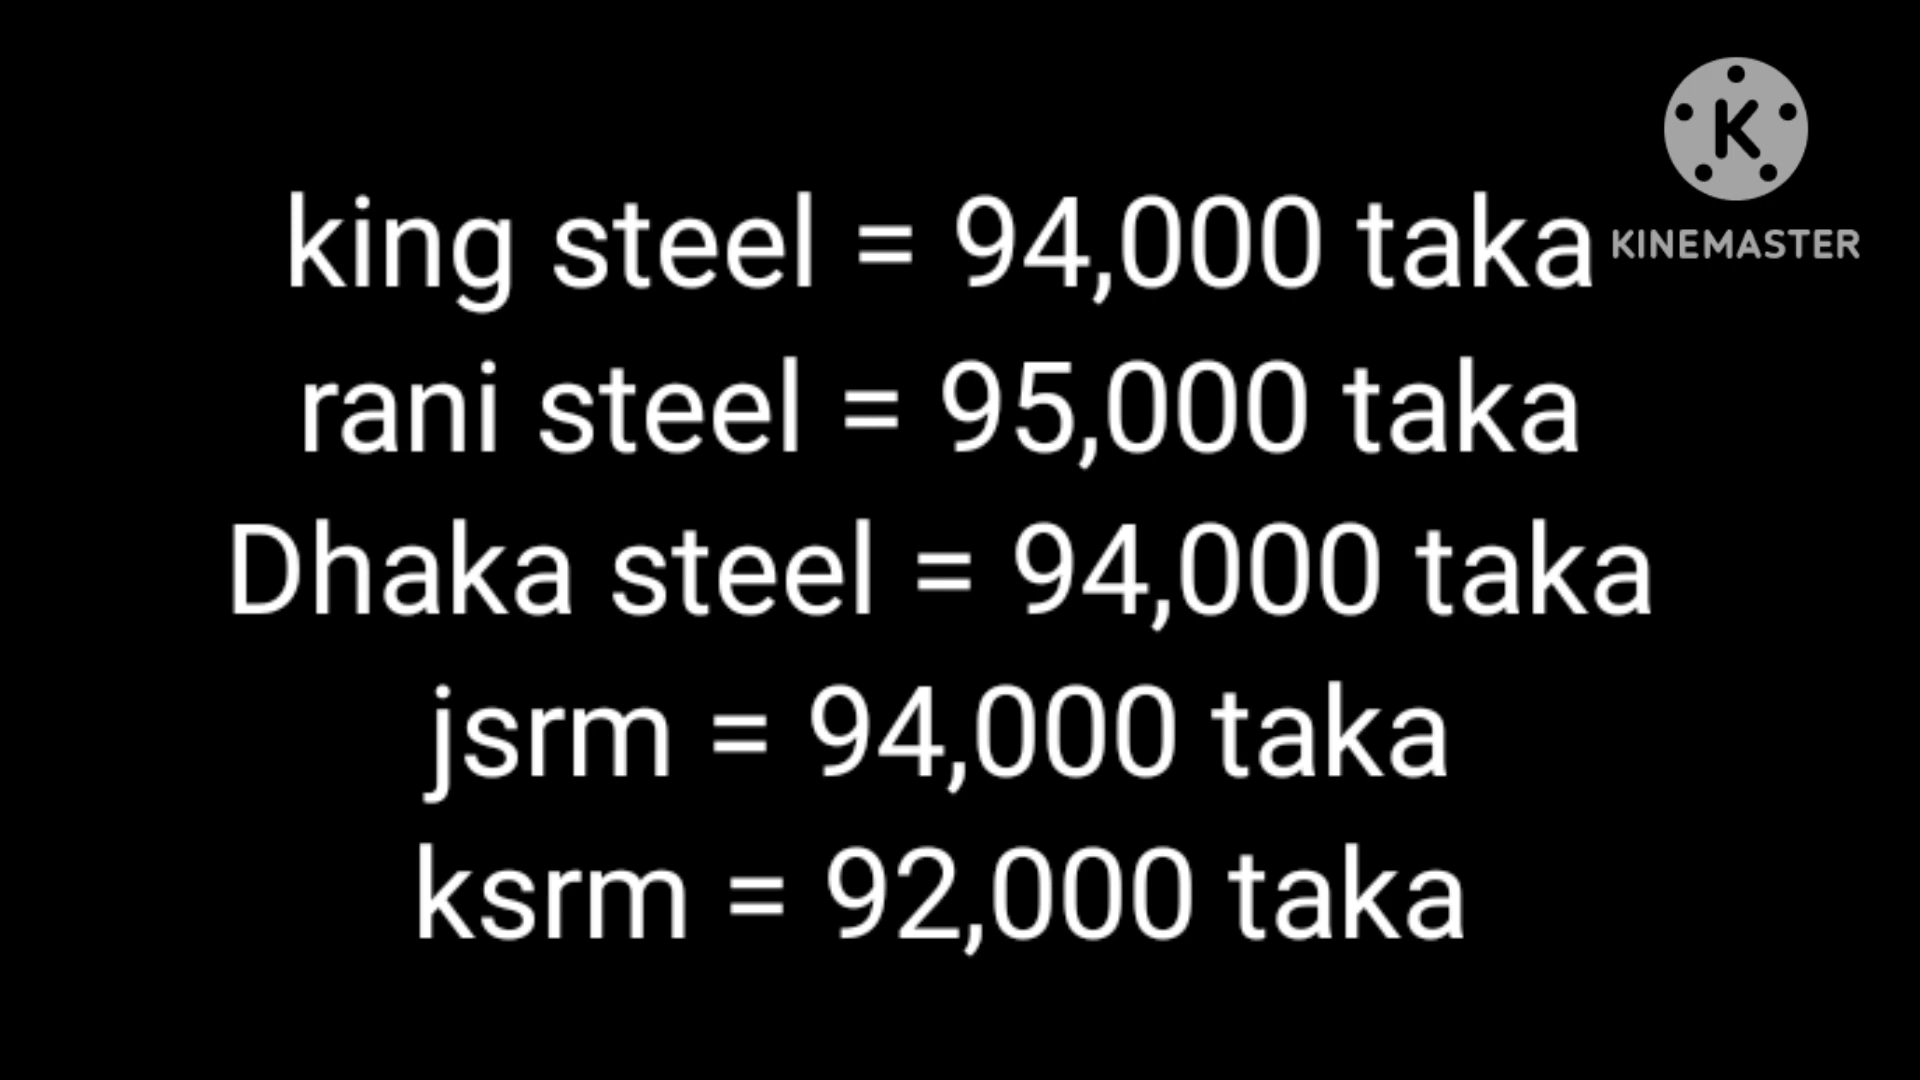 K
KINEMASTER
king steel = 94,000 taka
rani steel = 95,000 taka
Dhaka steel = 94,000 taka
jsrm = 94,000 taka
ksrm = 92,000 taka